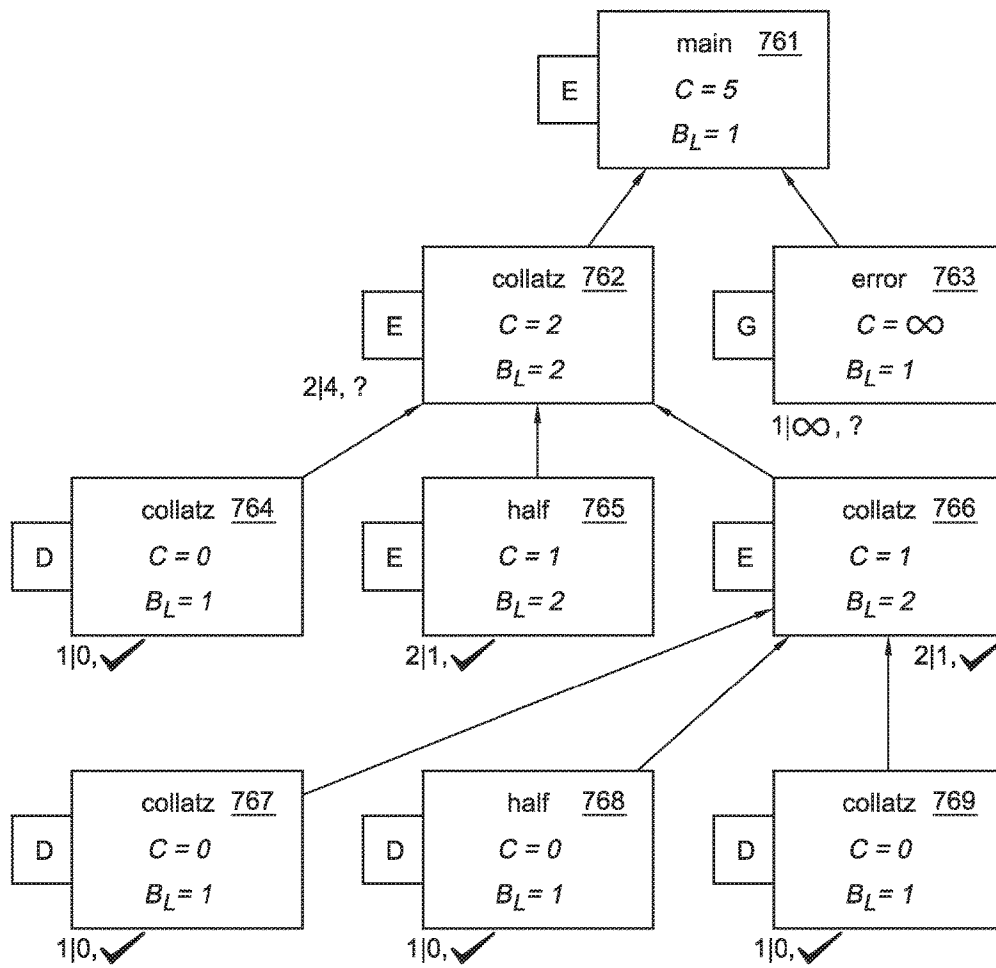 main 761
E
C = 5
B_L = 1
collatz 762
E
C = 2
B_L = 2
2|4, ?
error 763
G
C = ∞
B_L = 1
1|∞, ?
collatz 764
D
C = 0
B_L = 1
1|0, ✓
half 765
E
C = 1
B_L = 2
2|1, ✓
collatz 766
E
C = 1
B_L = 2
2|1, ✓
collatz 767
D
C = 0
B_L = 1
1|0, ✓
half 768
D
C = 0
B_L = 1
1|0, ✓
collatz 769
D
C = 0
B_L = 1
1|0, ✓